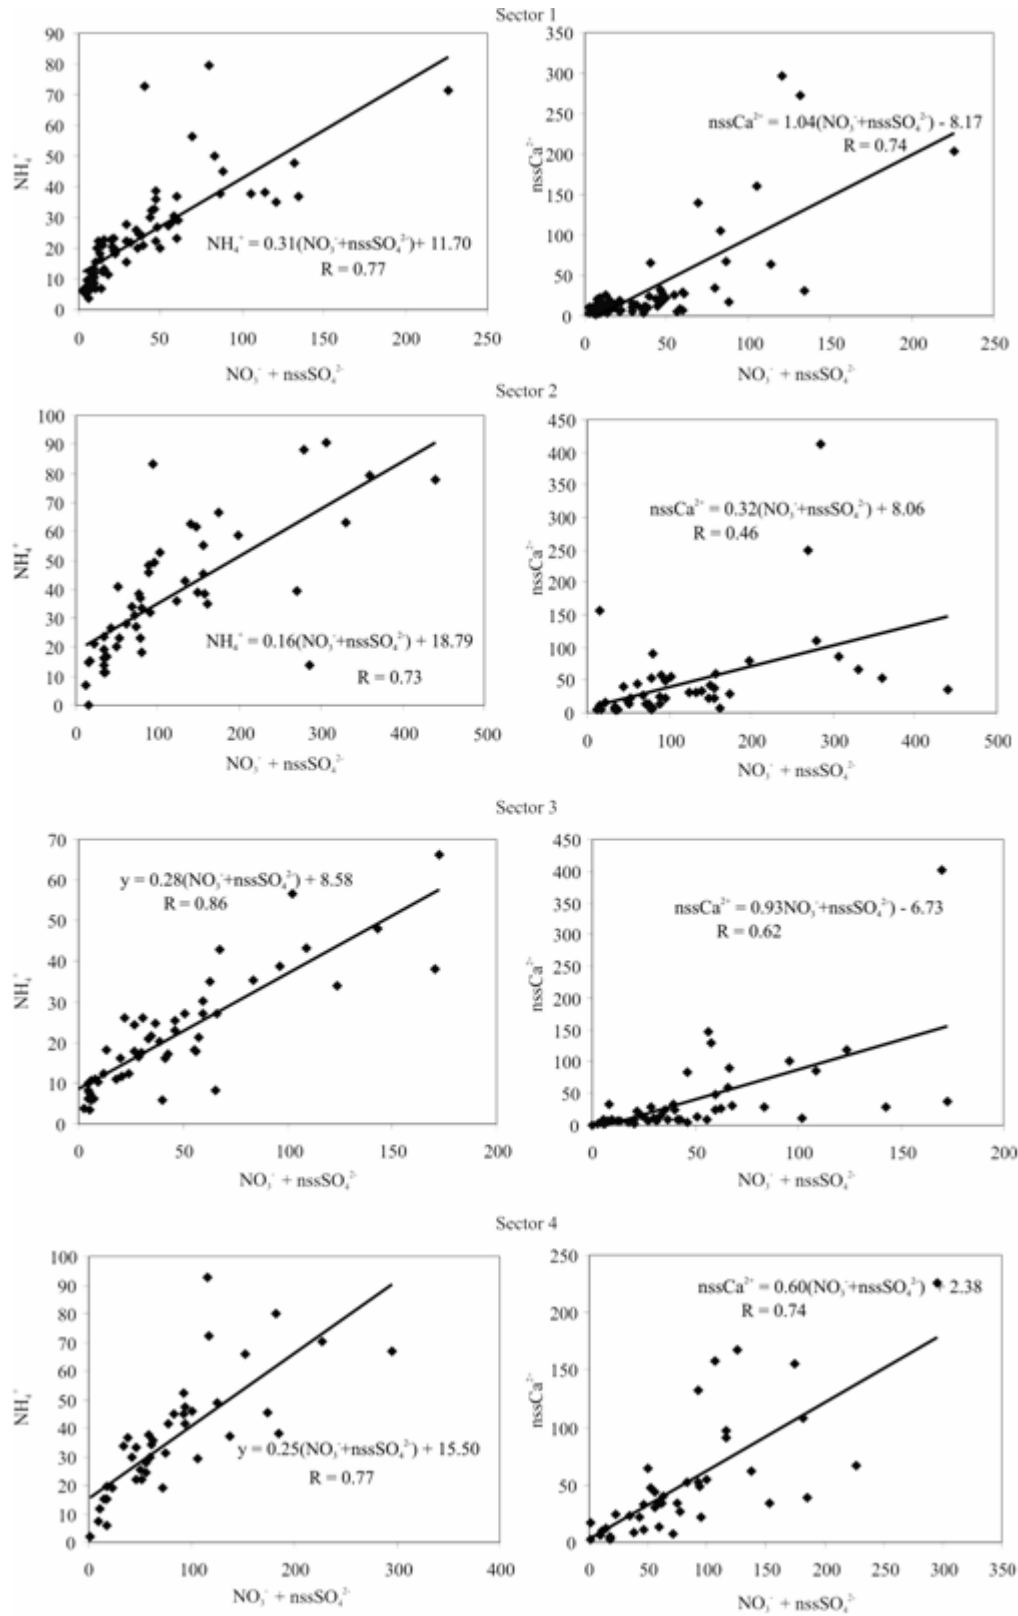 Sector 1
90
80
70
60
50
40
30
20
10
0
NH₄⁺
NH₄⁺ = 0.31(NO₃⁻+nssSO₄²⁻)+ 11.70
R = 0.77
0 50 100 150 200 250
NO₃⁻ + nssSO₄²⁻
350
300
250
200
150
100
50
0
nssCa²⁻
nssCa²⁺ = 1.04(NO₃⁻+nssSO₄²⁻) - 8.17
R = 0.74
0 50 100 150 200 250
NO₃⁻ + nssSO₄²⁻
Sector 2
100
90
80
70
60
50
40
30
20
10
0
NH₄⁺
NH₄⁺ = 0.16(NO₃⁻+nssSO₄²⁻) + 18.79
R = 0.73
0 100 200 300 400 500
NO₃⁻ + nssSO₄²⁻
450
400
350
300
250
200
150
100
50
0
nssCa²⁻
nssCa²⁺ = 0.32(NO₃⁻+nssSO₄²⁻) + 8.06
R = 0.46
0 100 200 300 400 500
NO₃⁻ + nssSO₄²⁻
Sector 3
70
60
50
40
30
20
10
0
NH₄⁺
y = 0.28(NO₃⁻+nssSO₄²⁻) + 8.58
R = 0.86
0 50 100 150 200
NO₃⁻ + nssSO₄²⁻
450
400
350
300
250
200
150
100
50
0
nssCa²⁻
nssCa²⁺ = 0.93NO₃⁻+nssSO₄²⁻) - 6.73
R = 0.62
0 50 100 150 200
NO₃⁻ + nssSO₄²⁻
Sector 4
100
90
80
70
60
50
40
30
20
10
0
NH₄⁺
y = 0.25(NO₃⁻+nssSO₄²⁻) + 15.50
R = 0.77
0 100 200 300 400
NO₃⁻ + nssSO₄²⁻
250
200
150
100
50
0
nssCa²⁻
nssCa²⁺ = 0.60(NO₃⁻+nssSO₄²⁻) + 2.38
R = 0.74
0 50 100 150 200 250 300 350
NO₃⁻ + nssSO₄²⁻